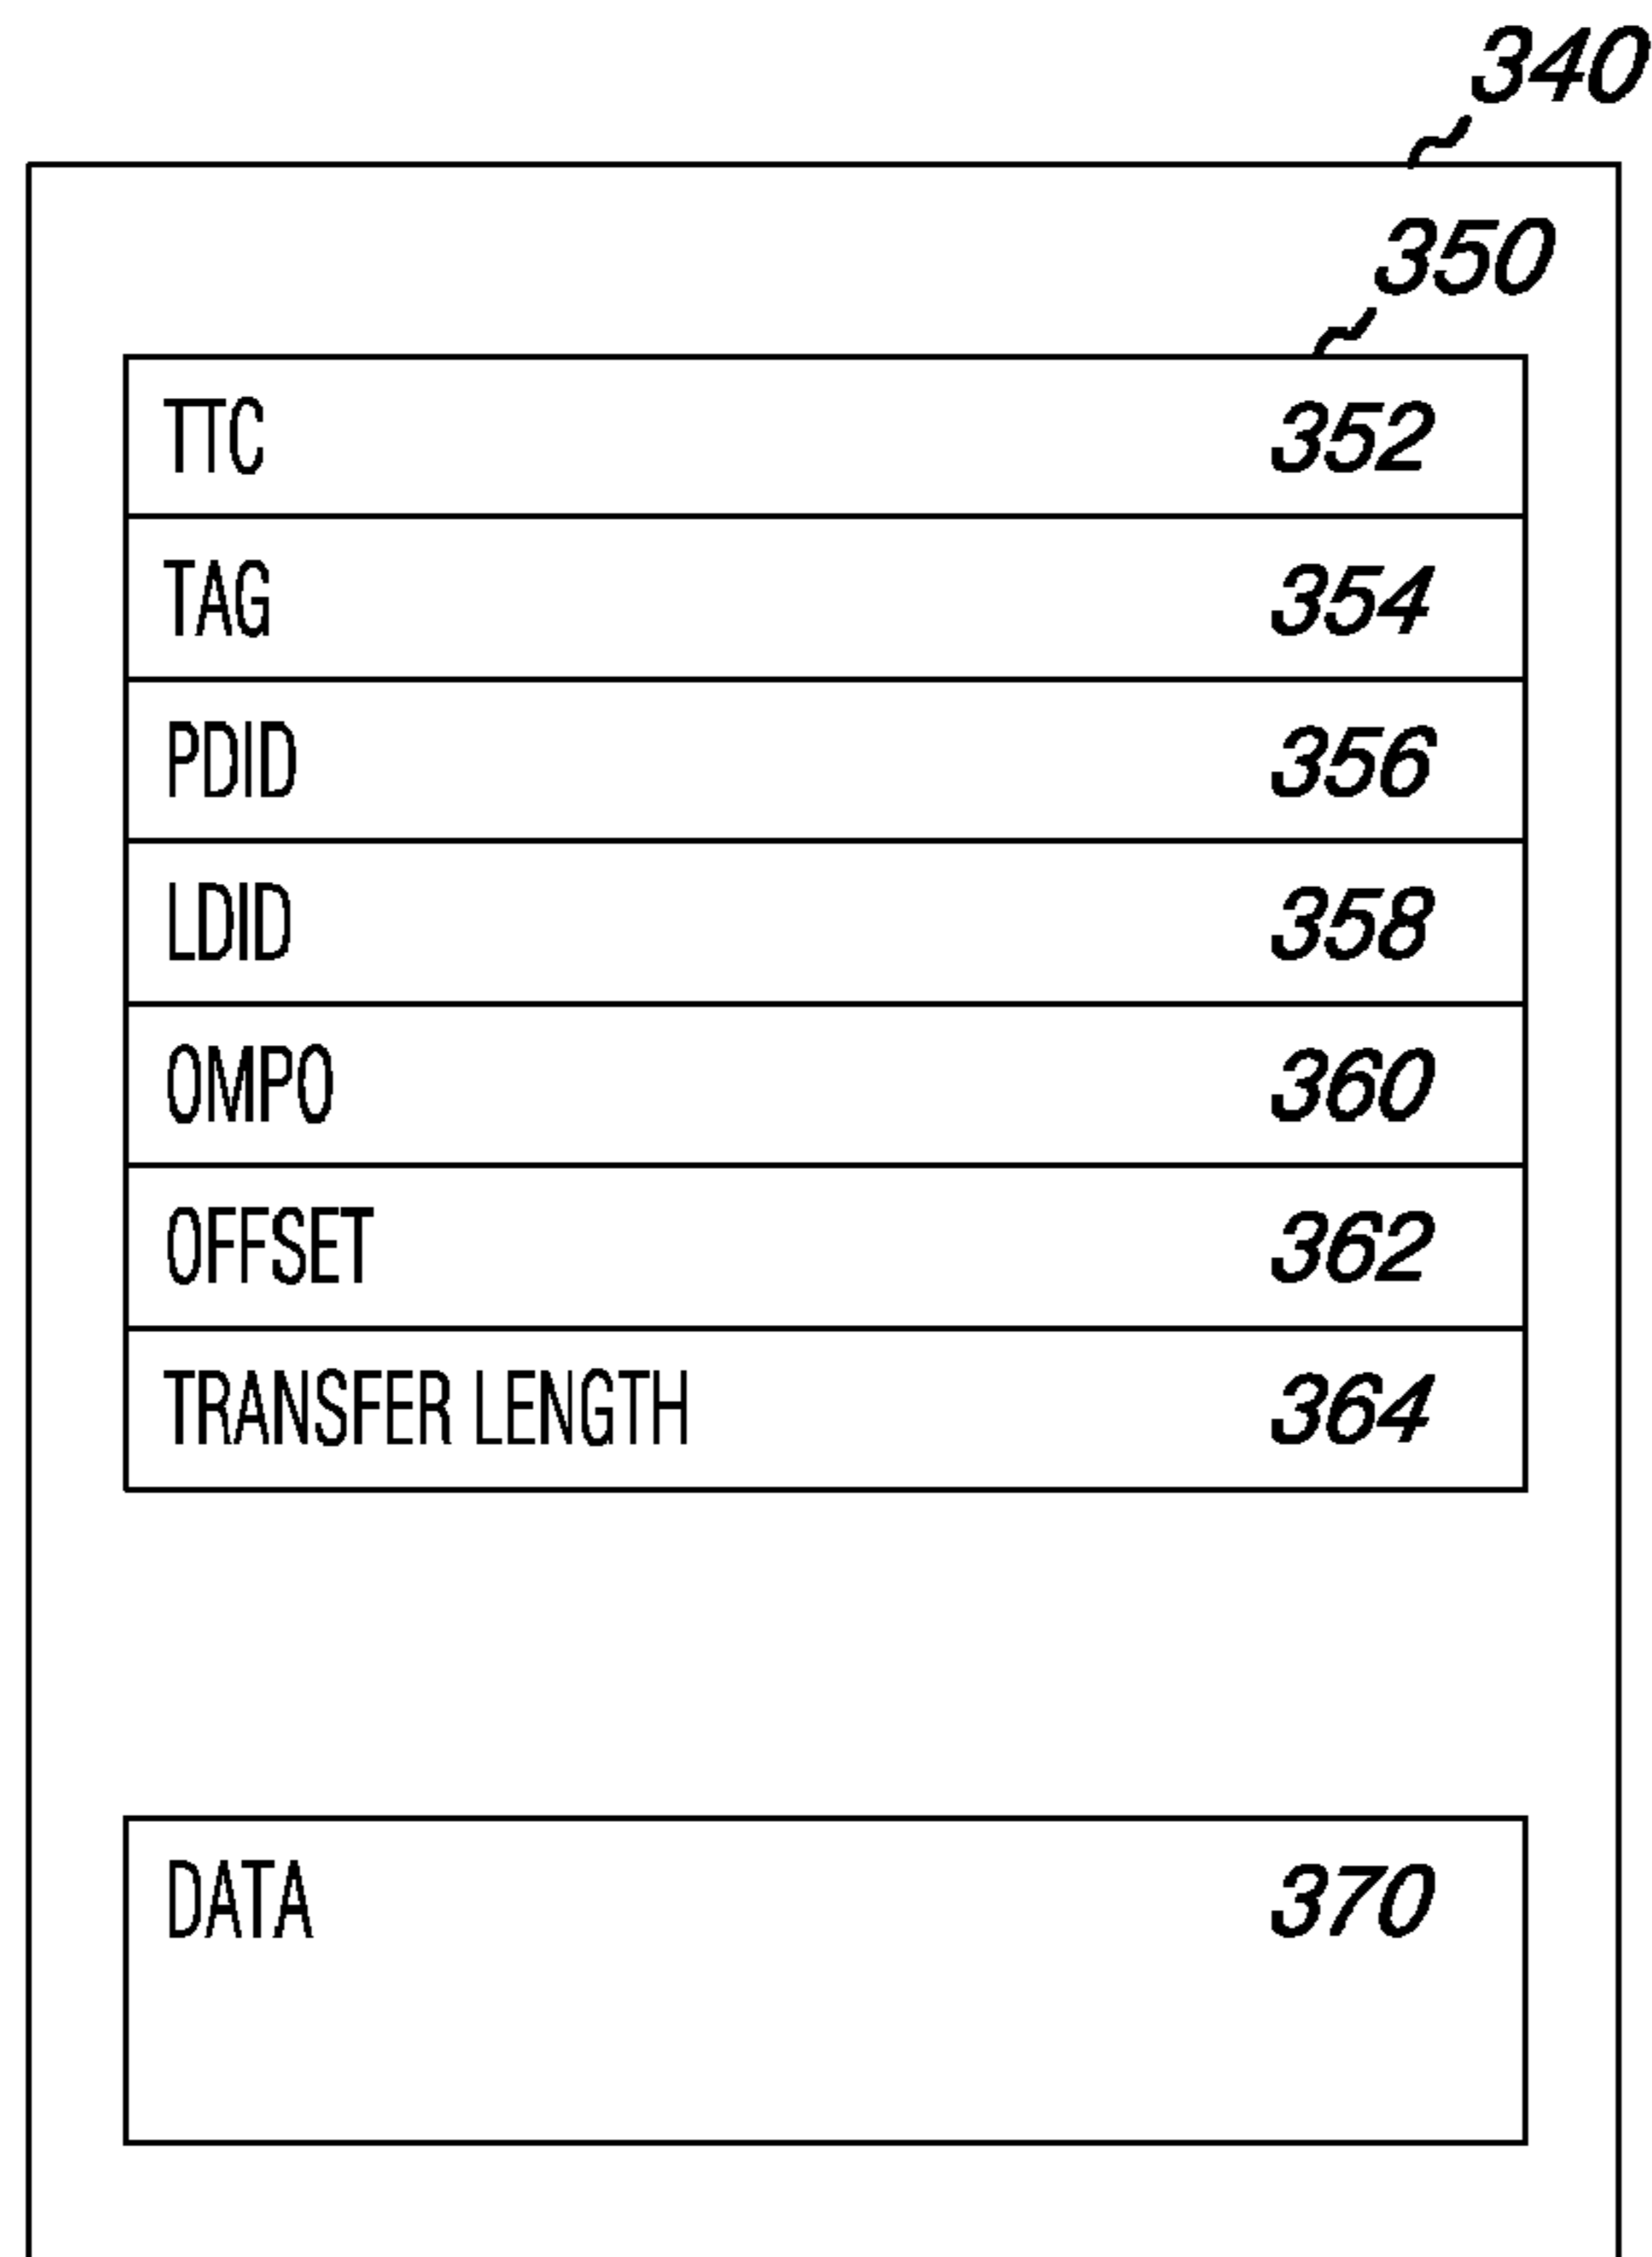 340
350
TTC 352
TAG 354
PDID 356
LDID 358
OMPO 360
OFFSET 362
TRANSFER LENGTH 364
DATA 370